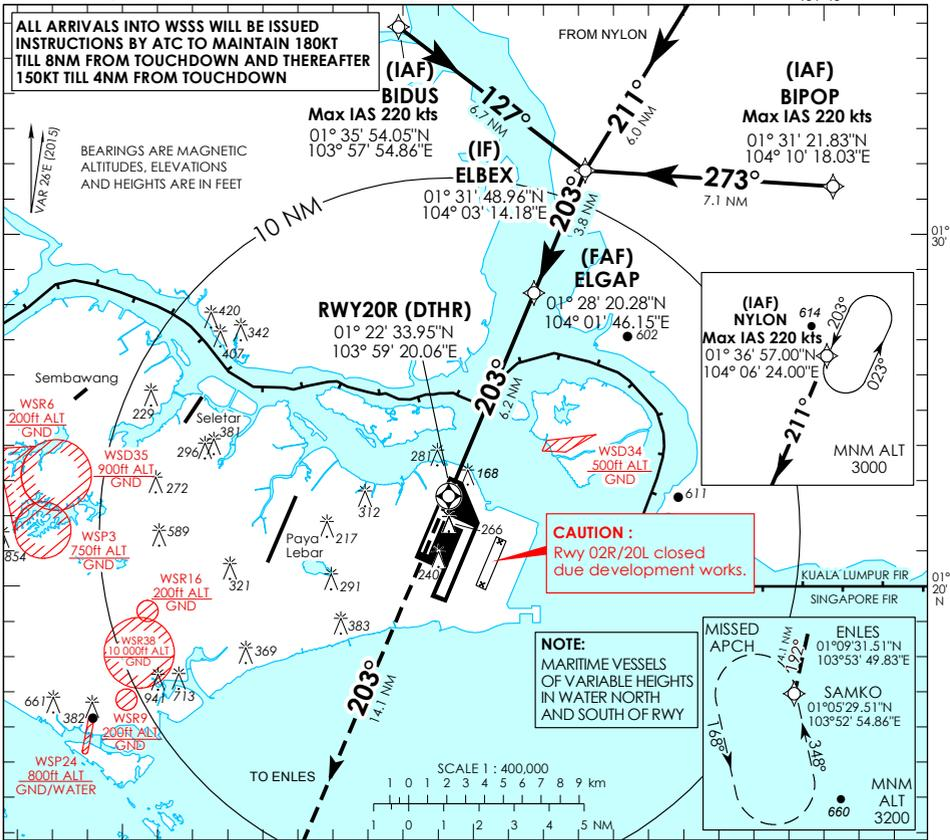 ALL ARRIVALS INTO WSSS WILL BE ISSUED
INSTRUCTIONS BY ATC TO MAINTAIN 180KT
TILL 8NM FROM TOUCHDOWN AND THEREAFTER
150KT TILL 4NM FROM TOUCHDOWN
FROM NYLON
(IAF)
BIDUS
Max IAS 220 kts
01° 35' 54.05"N
103° 57' 54.86"E
127°
6.7 NM
211°
6.0 NM
(IAF)
BIPOP
Max IAS 220 kts
01° 31' 21.83"N
104° 10' 18.03"E
273°
7.1 NM
VAR 26'E (2015)
BEARINGS ARE MAGNETIC
ALTITUDES, ELEVATIONS
AND HEIGHTS ARE IN FEET
(IF)
ELBEX
01° 31' 48.96"N
104° 03' 14.18"E
203°
3.8 NM
10 NM
01°
30'
(FAF)
ELGAP
01° 28' 20.28"N
104° 01' 46.15"E
602
RWY20R (DTHR)
01° 22' 33.95"N
103° 59' 20.06"E
203°
6.2 NM
(IAF)
NYLON
Max IAS 220 kts
01° 36' 57.00"N
104° 06' 24.00"E
614
203°
023°
211°
MNM ALT
3000
420
342
407
Sembawang
229
Seletar
381
296
WSR6
200ft ALT
GND
WSD35
900ft ALT
GND
272
WSP3
750ft ALT
GND
854
589
312
281
168
WSD34
500ft ALT
GND
611
217
Paya
Lebar
266
240
CAUTION :
Rwy 02R/20L closed
due development works.
KUALA LUMPUR FIR
SINGAPORE FIR
01°
20'
N
WSR16
200ft ALT
GND
321
291
383
369
WSR38
10 000ft ALT
GND
941
713
661
382
WSR9
200ft ALT
GND
WSP24
800ft ALT
GND/WATER
203°
14.1 NM
TO ENLES
NOTE:
MARITIME VESSELS
OF VARIABLE HEIGHTS
IN WATER NORTH
AND SOUTH OF RWY
MISSED
APCH
4.1 NM
192°
ENLES
01°09'31.51"N
103°53' 49.83"E
SAMKO
01°05'29.51"N
103°52' 54.86"E
168°
348°
MNM
ALT
3200
660
SCALE 1 : 400,000
1 0 1 2 3 4 5 6 7 8 9 km
1 0 1 2 3 4 5 NM